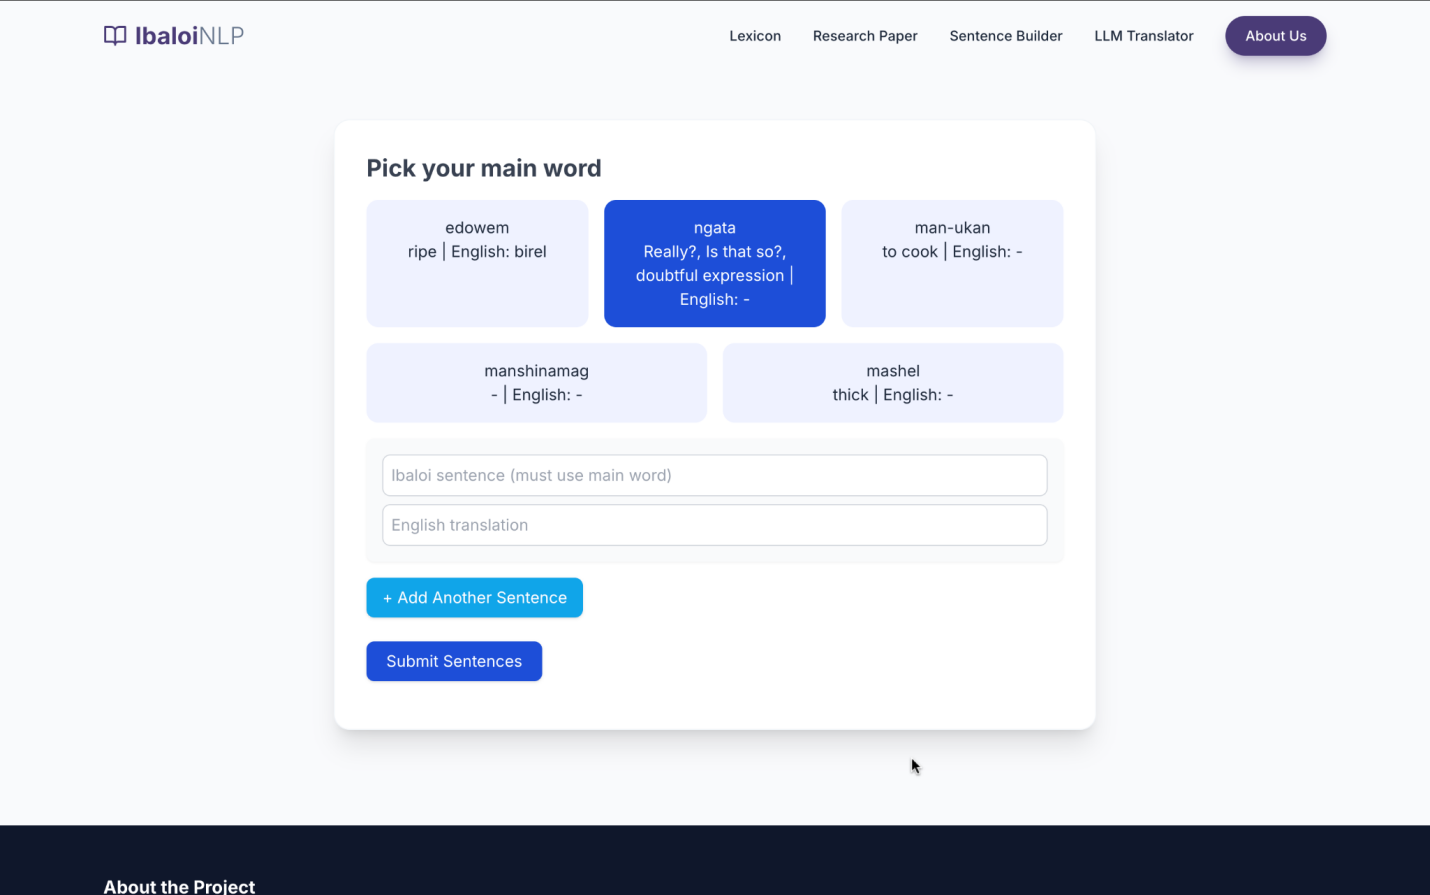 IbaloiNLP
Lexicon
Research Paper
Sentence Builder
LLM Translator
About Us
Pick your main word
edowem
ripe | English: birel
ngata
Really?, Is that so?,
doubtful expression |
English: -
man-ukan
to cook | English: -
manshinamag
- | English: -
mashel
thick | English: -
Ibaloi sentence (must use main word)
English translation
+ Add Another Sentence
Submit Sentences
About the Project